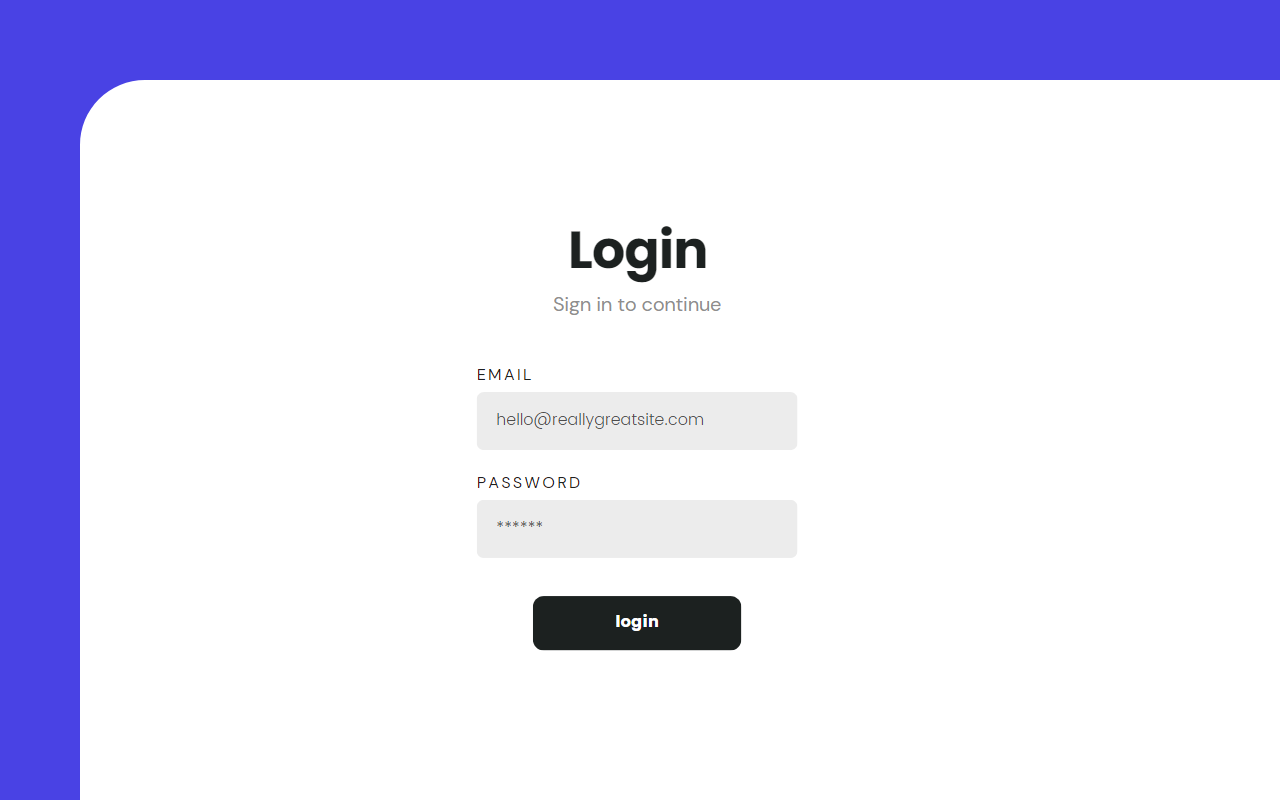 Login
Sign in to continue
EMAIL
hello@reallygreatsite.com
PASSWORD
******
login